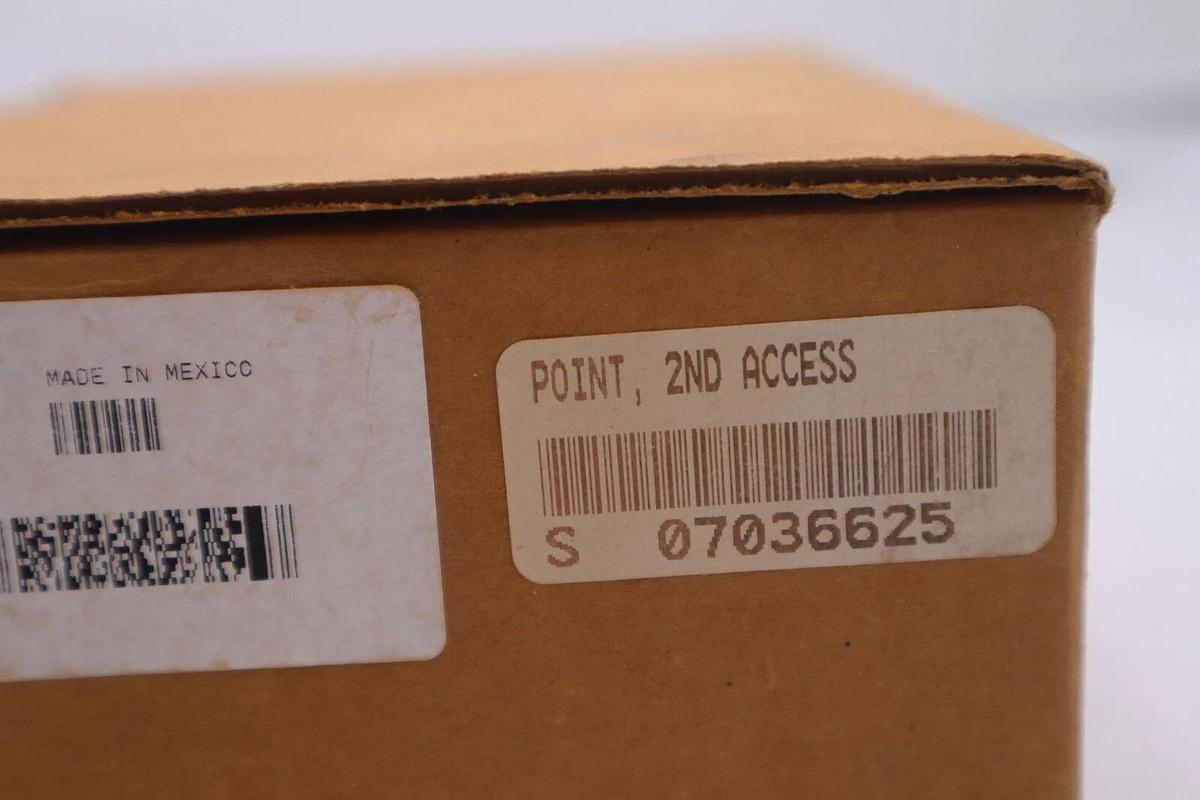 MADE IN MEXICO
POINT, 2ND ACCESS
S 07036625